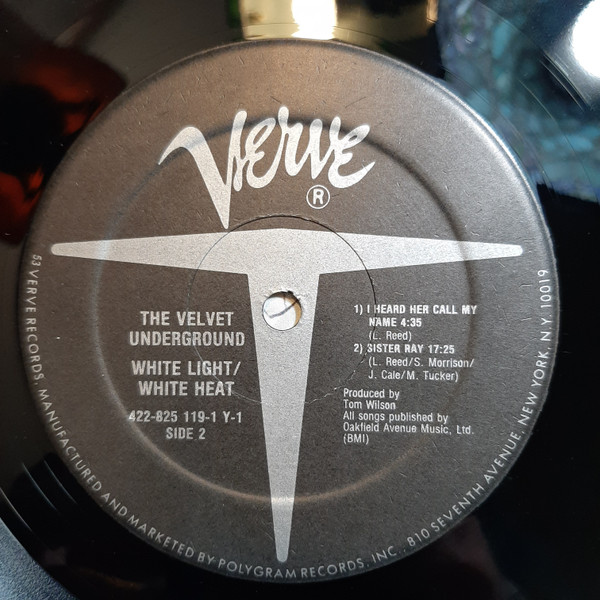 Verve
®
THE VELVET
UNDERGROUND
WHITE LIGHT/
WHITE HEAT
422-825 119-1 Y-1
SIDE 2
1) I HEARD HER CALL MY
NAME 4:35
(L. Reed)
2) SISTER RAY 17:25
(L. Reed/S. Morrison/
J. Cale/M. Tucker)
Produced by
Tom Wilson
All songs published by
Oakfield Avenue Music, Ltd.
(BMI)
53 VERVE RECORDS. MANUFACTURED AND MARKETED BY POLYGRAM RECORDS, INC., 810 SEVENTH AVENUE, NEW YORK, N.Y. 10019